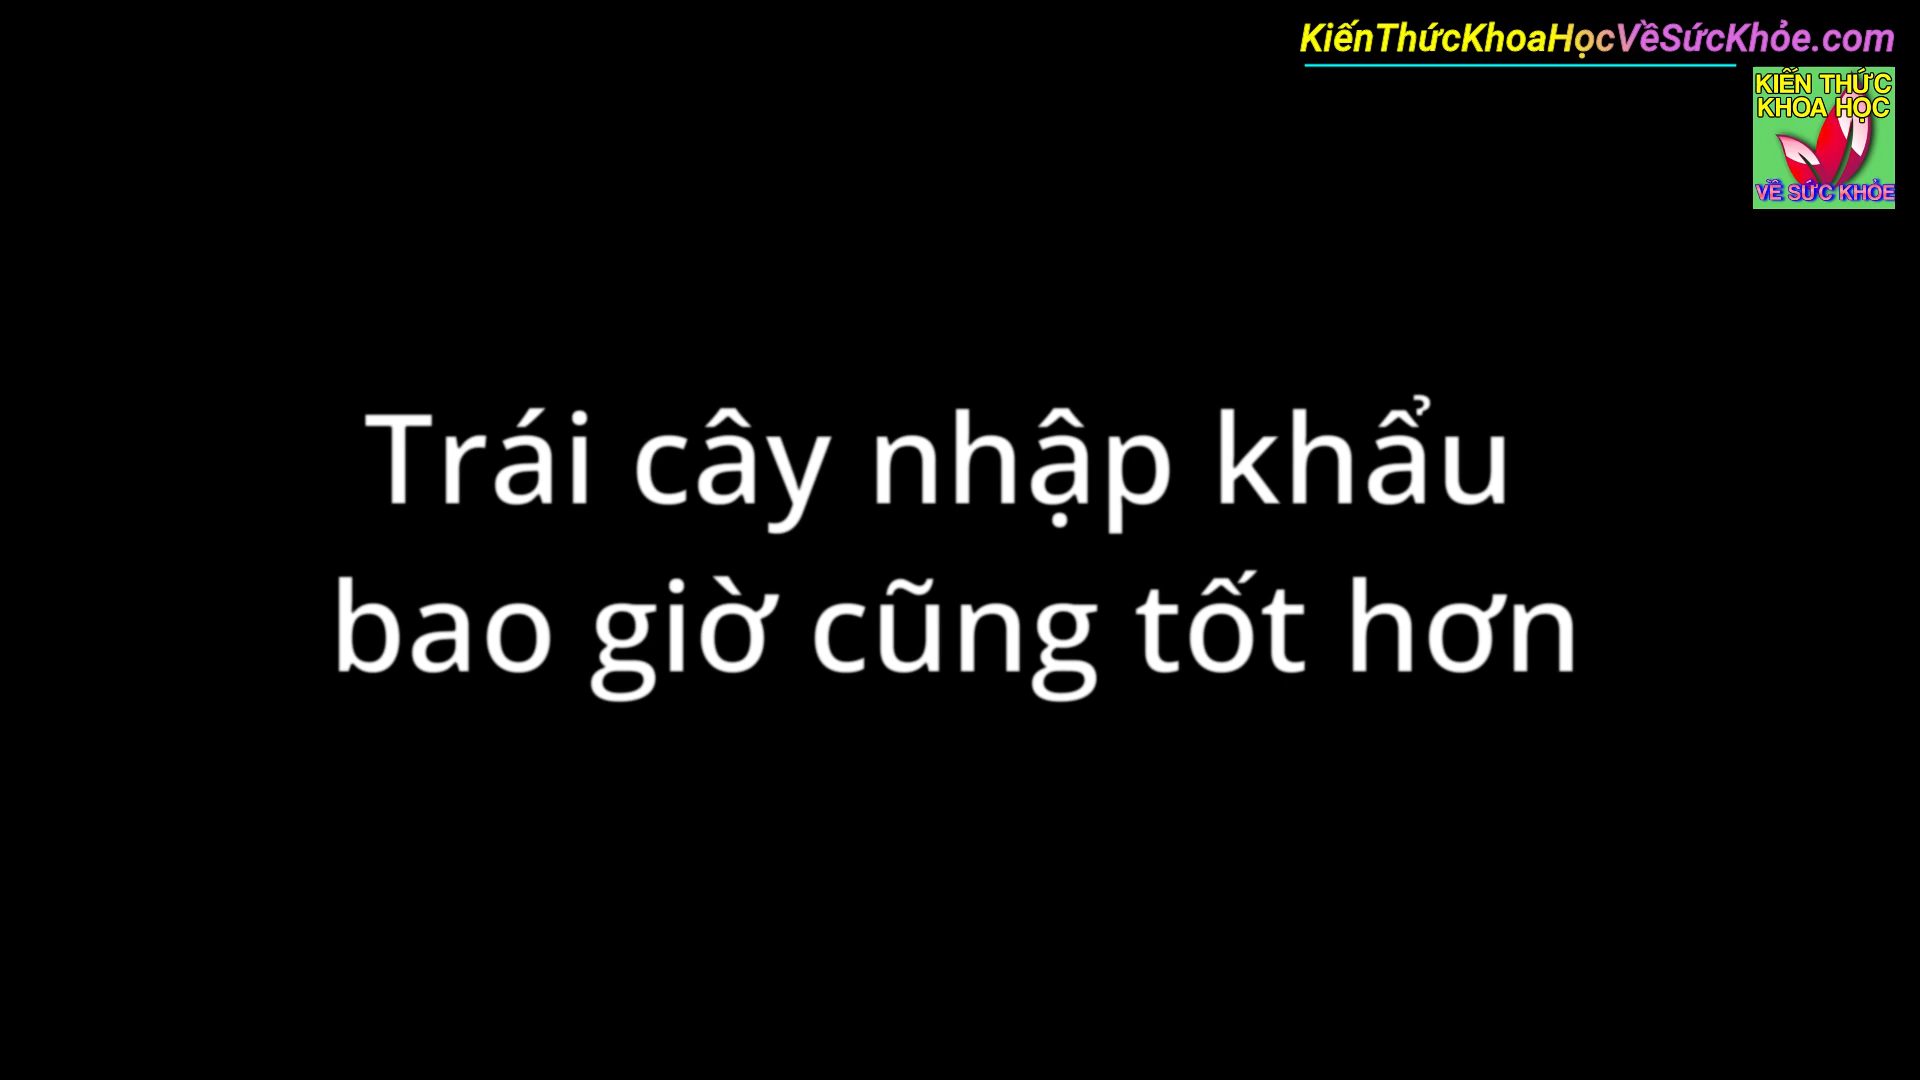 KiếnThứcKhoaHọcVềSứcKhỏe.com
KIẾN THỨC
KHOA HỌC
VỀ SỨC KHỎE
Trái cây nhập khẩu
bao giờ cũng tốt hơn